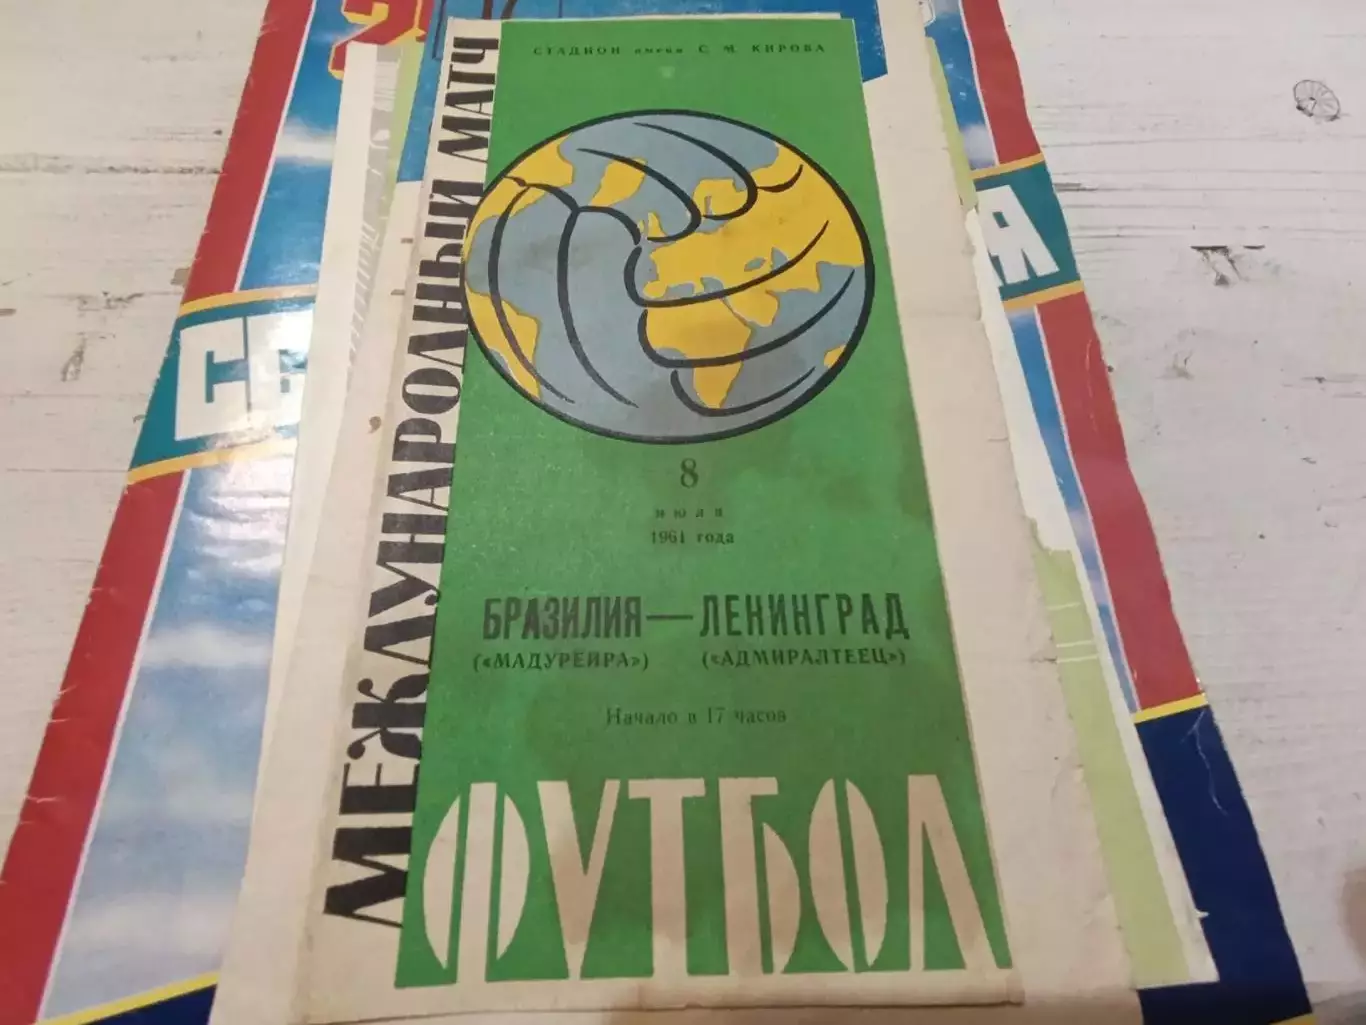 СТАДИОН имени С. М. КИРОВА
МЕЖДУНАРОДНЫЙ МАТЧ
8
июля
1961 года
БРАЗИЛИЯ — ЛЕНИНГРАД
(«МАДУРЕЙРА») («АДМИРАЛТЕЕЦ»)
Начало в 17 часов
ФУТБОЛ